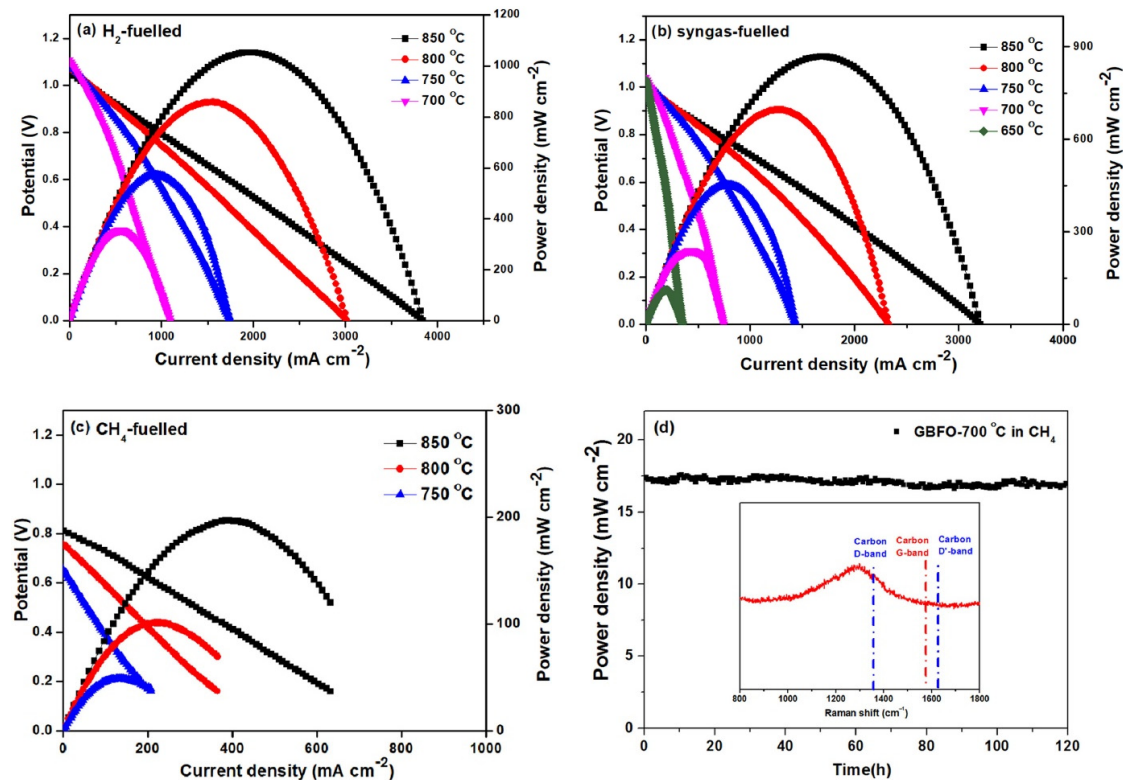 (a) H₂-fuelled
850 °C
800 °C
750 °C
700 °C
Potential (V)
1.2
1.0
0.8
0.6
0.4
0.2
0.0
0 1000 2000 3000 4000
Current density (mA cm⁻²)
1200
1080
960
840
720
600
480
360
240
120
0
Power density (mW cm⁻²)
(b) syngas-fuelled
850 °C
800 °C
750 °C
700 °C
650 °C
Potential (V)
1.2
1.0
0.8
0.6
0.4
0.2
0.0
0 1000 2000 3000 4000
Current density (mA cm⁻²)
900
600
300
0
Power density (mW cm⁻²)
(c) CH₄-fuelled
850 °C
800 °C
750 °C
Potential (V)
1.2
1.0
0.8
0.6
0.4
0.2
0.0
0 200 400 600 800 1000
Current density (mA cm⁻²)
300
200
100
0
Power density (mW cm⁻²)
(d)
GBFO-700 °C in CH₄
Power density (mW cm⁻²)
20
15
10
5
0
0 20 40 60 80 100 120
Time(h)
Carbon
D-band
Carbon
G-band
Carbon
D'-band
800 1000 1200 1400 1600 1800
Raman shift (cm⁻¹)